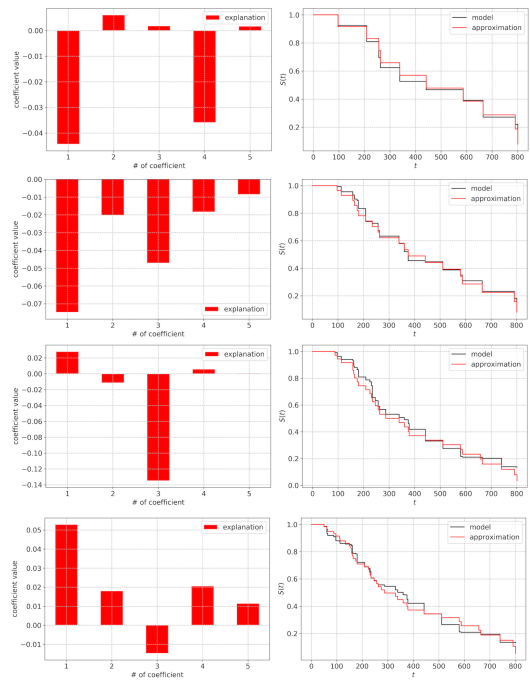 0.00
−0.01
−0.02
−0.03
−0.04
coefficient value
explanation
1 2 3 4 5
# of coefficient
1.0
0.8
0.6
0.4
0.2
S(t)
model
approximation
0 100 200 300 400 500 600 700 800
t
0.00
−0.01
−0.02
−0.03
−0.04
−0.05
−0.06
−0.07
coefficient value
explanation
1 2 3 4 5
# of coefficient
1.0
0.8
0.6
0.4
0.2
S(t)
model
approximation
0 100 200 300 400 500 600 700 800
t
0.02
0.00
−0.02
−0.04
−0.06
−0.08
−0.10
−0.12
−0.14
coefficient value
explanation
1 2 3 4 5
# of coefficient
1.0
0.8
0.6
0.4
0.2
0.0
S(t)
model
approximation
0 100 200 300 400 500 600 700 800
t
0.05
0.04
0.03
0.02
0.01
0.00
−0.01
coefficient value
explanation
1 2 3 4 5
# of coefficient
1.0
0.8
0.6
0.4
0.2
S(t)
model
approximation
0 100 200 300 400 500 600 700 800
t